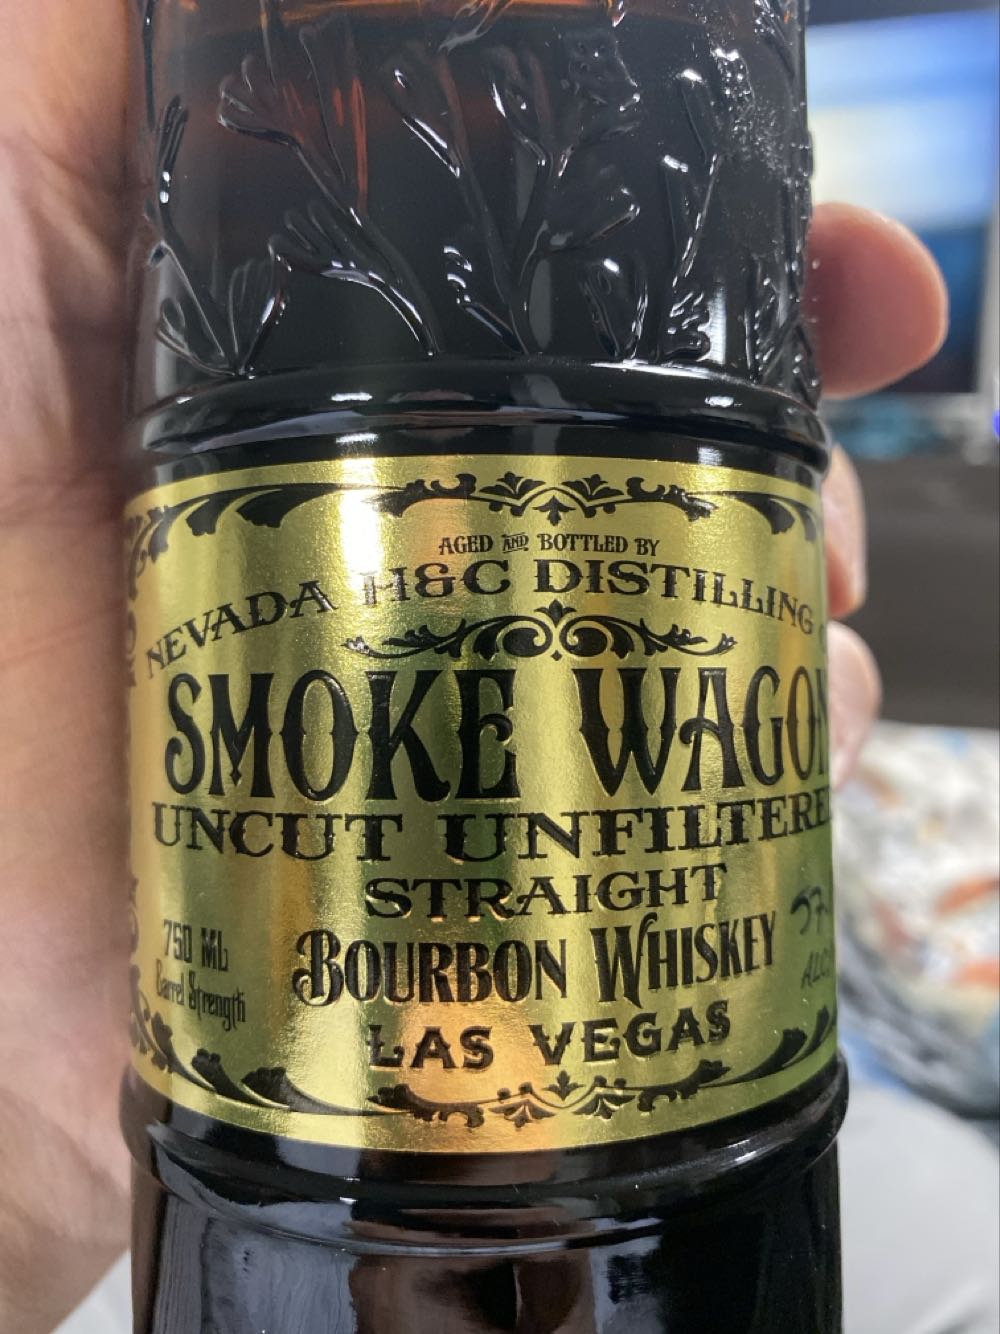 AGED AND BOTTLED BY
NEVADA H&C DISTILLING
SMOKE WAGON
UNCUT UNFILTERED
STRAIGHT
BOURBON WHISKEY
750 ML
Barrel Strength
LAS VEGAS